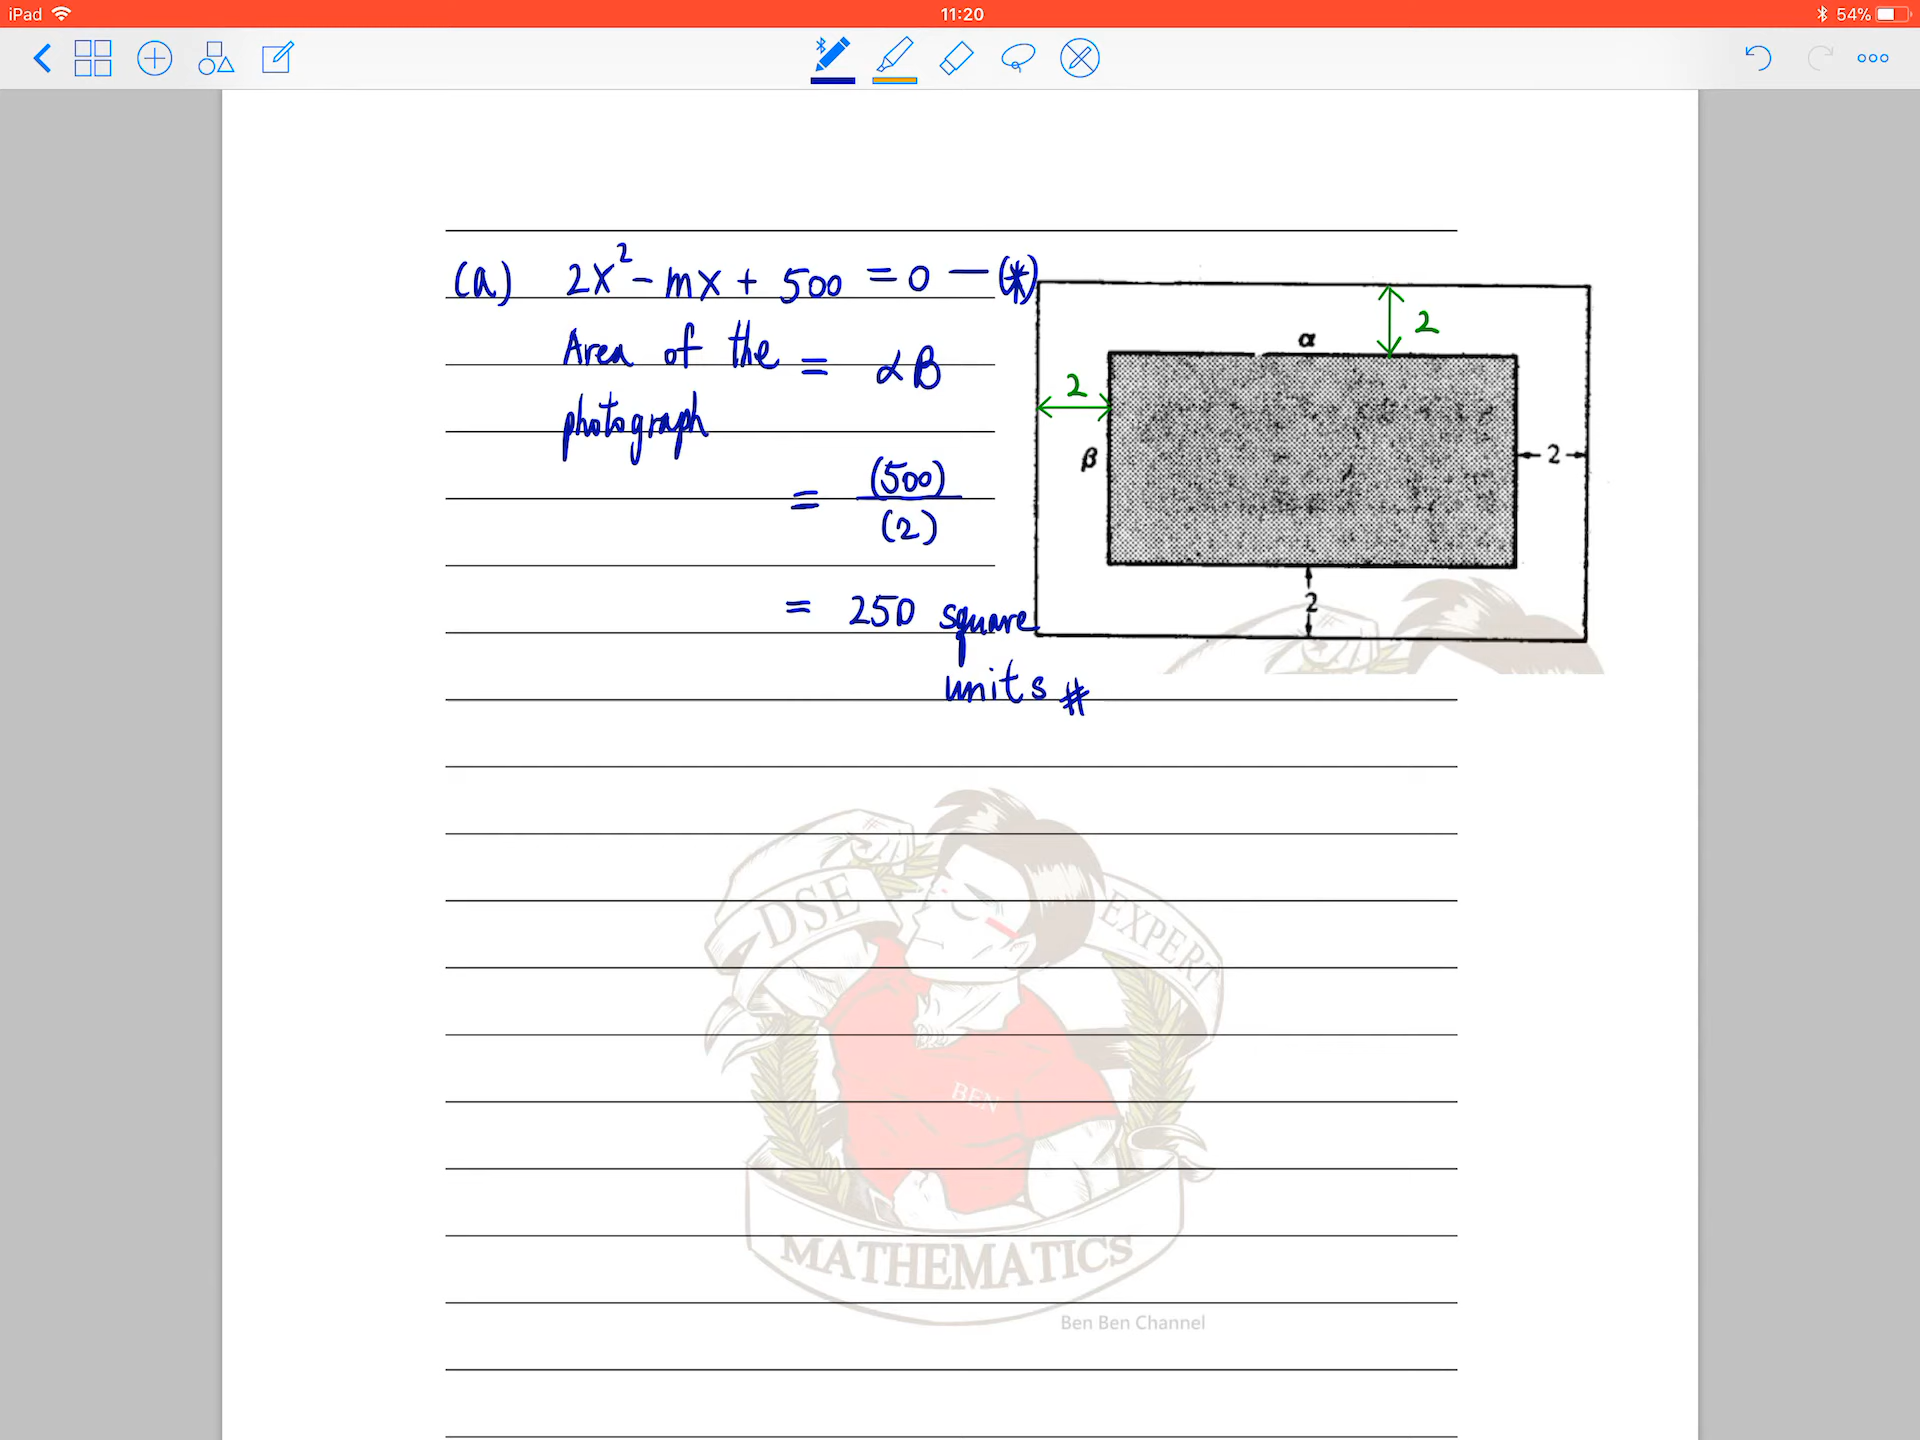 iPad 11:20 54%
(a) 2x² - mx + 500 = 0 — (*)
Area of the = αβ
photograph
= (500)
(2)
= 250 square
units #
2
α
2
β
2
2
DSE EXPERT
BEN
MATHEMATICS
Ben Ben Channel